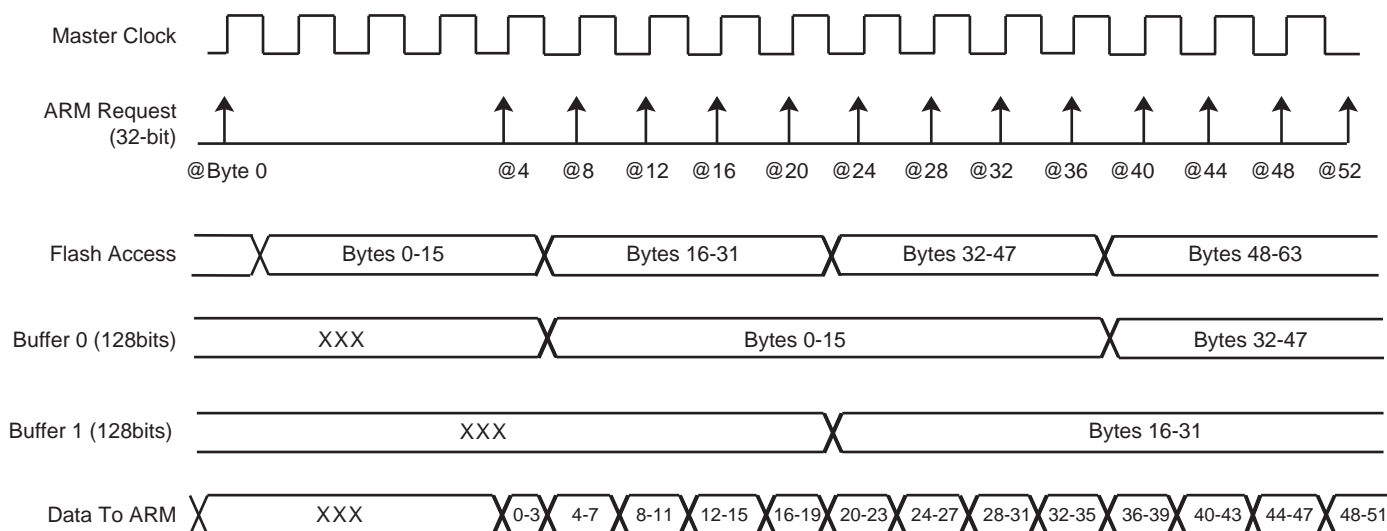 Master Clock
ARM Request
(32-bit)
@Byte 0 @4 @8 @12 @16 @20 @24 @28 @32 @36 @40 @44 @48 @52
Flash Access Bytes 0-15 Bytes 16-31 Bytes 32-47 Bytes 48-63
Buffer 0 (128bits) XXX Bytes 0-15 Bytes 32-47
Buffer 1 (128bits) XXX Bytes 16-31
Data To ARM XXX 0-3 4-7 8-11 12-15 16-19 20-23 24-27 28-31 32-35 36-39 40-43 44-47 48-51